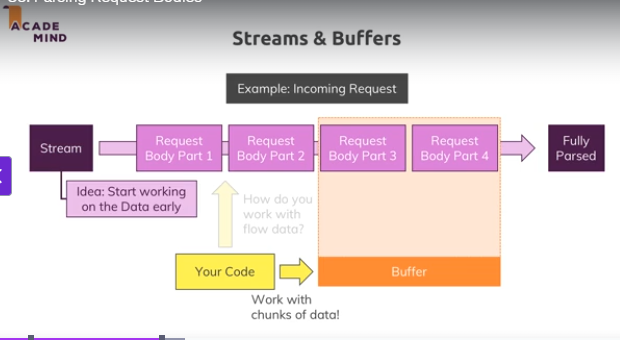 Parsing Request Bodies
ACADE
MIND
Streams & Buffers
Example: Incoming Request
Stream
Request
Body Part 1
Request
Body Part 2
Request
Body Part 3
Request
Body Part 4
Fully
Parsed
Idea: Start working
on the Data early
How do you
work with
flow data?
Your Code
Buffer
Work with
chunks of data!